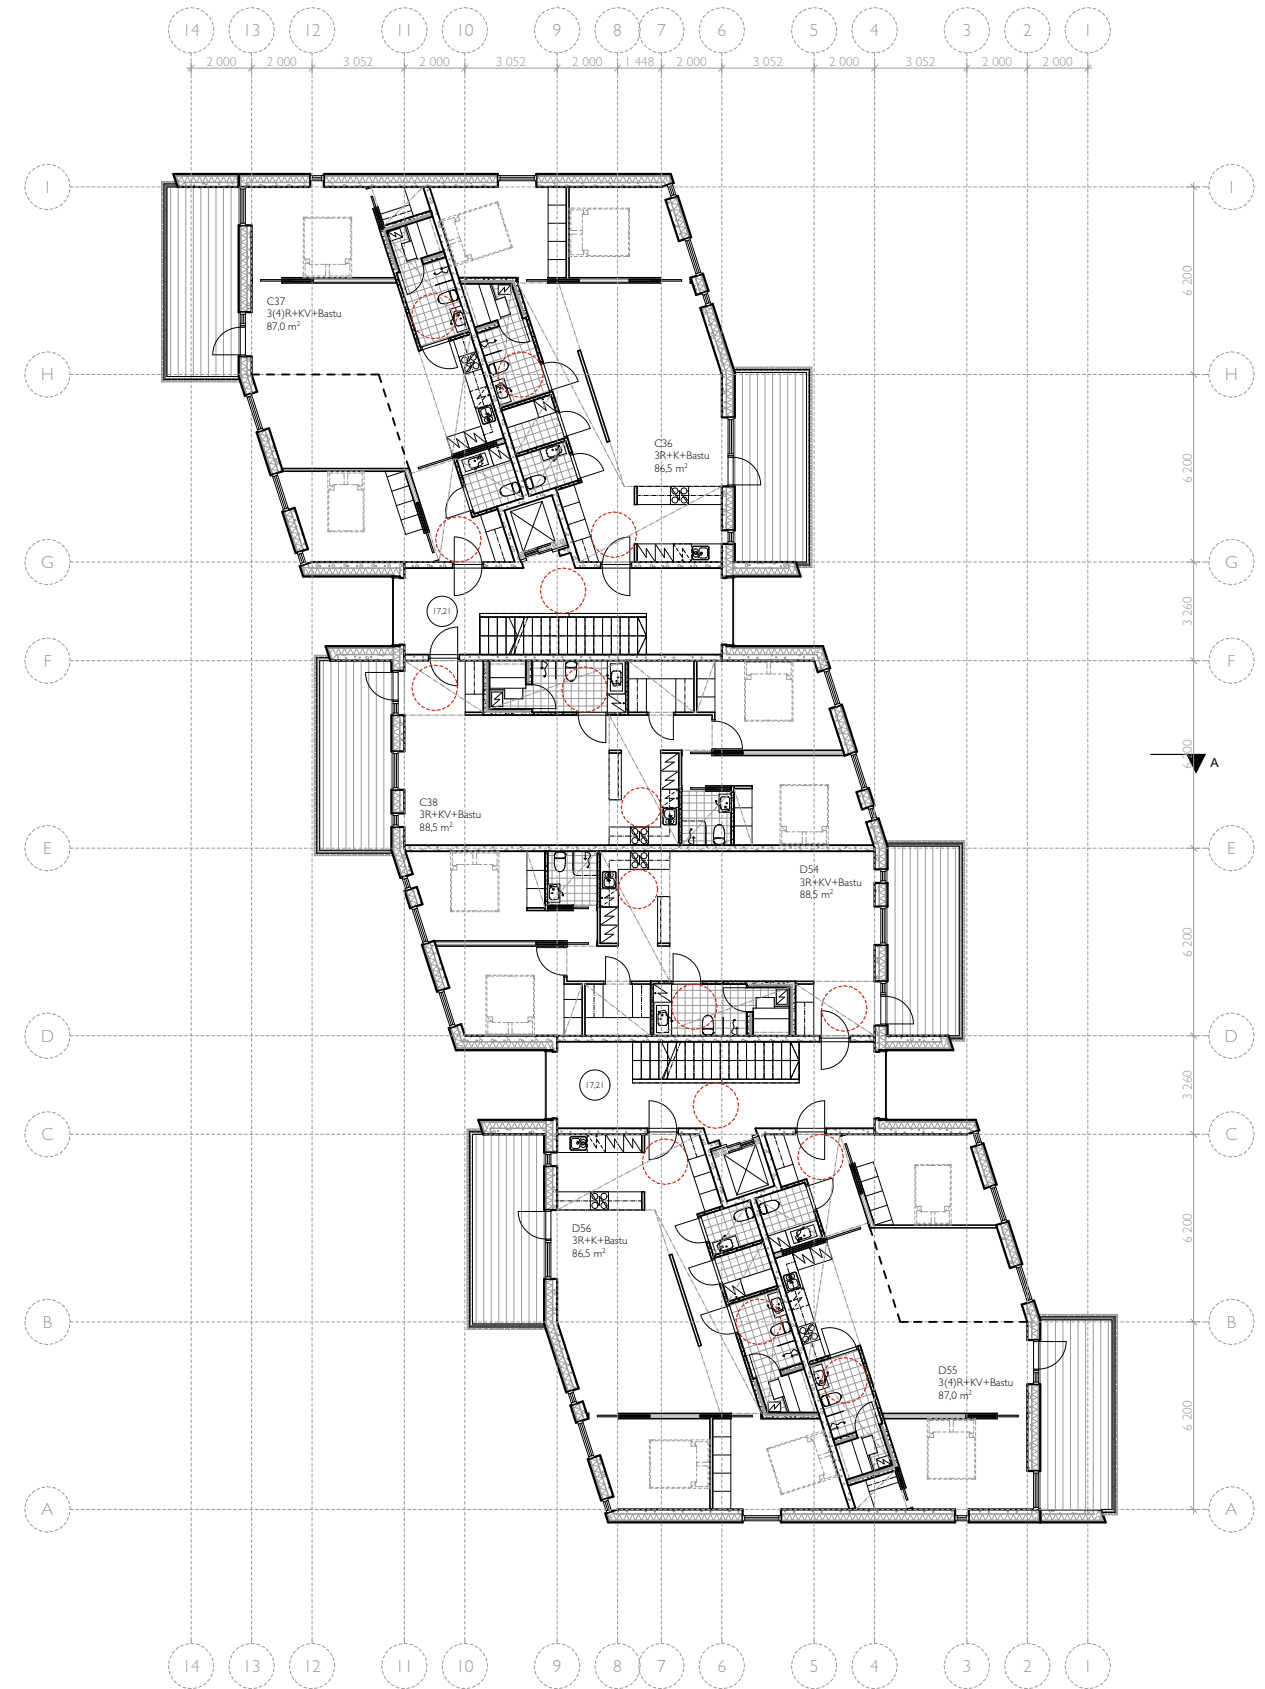 14 13 12 11 10 9 8 7 6 5 4 3 2 1
2 000 2 000 3 052 2 000 3 052 2 000 1 448 2 000 3 052 2 000 3 052 2 000 2 000
I I
6 200
C37
3(4)R+KV+Bastu
87,0 m²
H H
C36
3R+K+Bastu
86,5 m²
6 200
G G
17,21
3 260
F F
6 200
A
C38
3R+KV+Bastu
88,5 m²
E E
D54
3R+KV+Bastu
88,5 m²
6 200
D D
17,21
3 260
C C
D56
3R+K+Bastu
86,5 m²
6 200
B B
D55
3(4)R+KV+Bastu
87,0 m²
6 200
A A
14 13 12 11 10 9 8 7 6 5 4 3 2 1